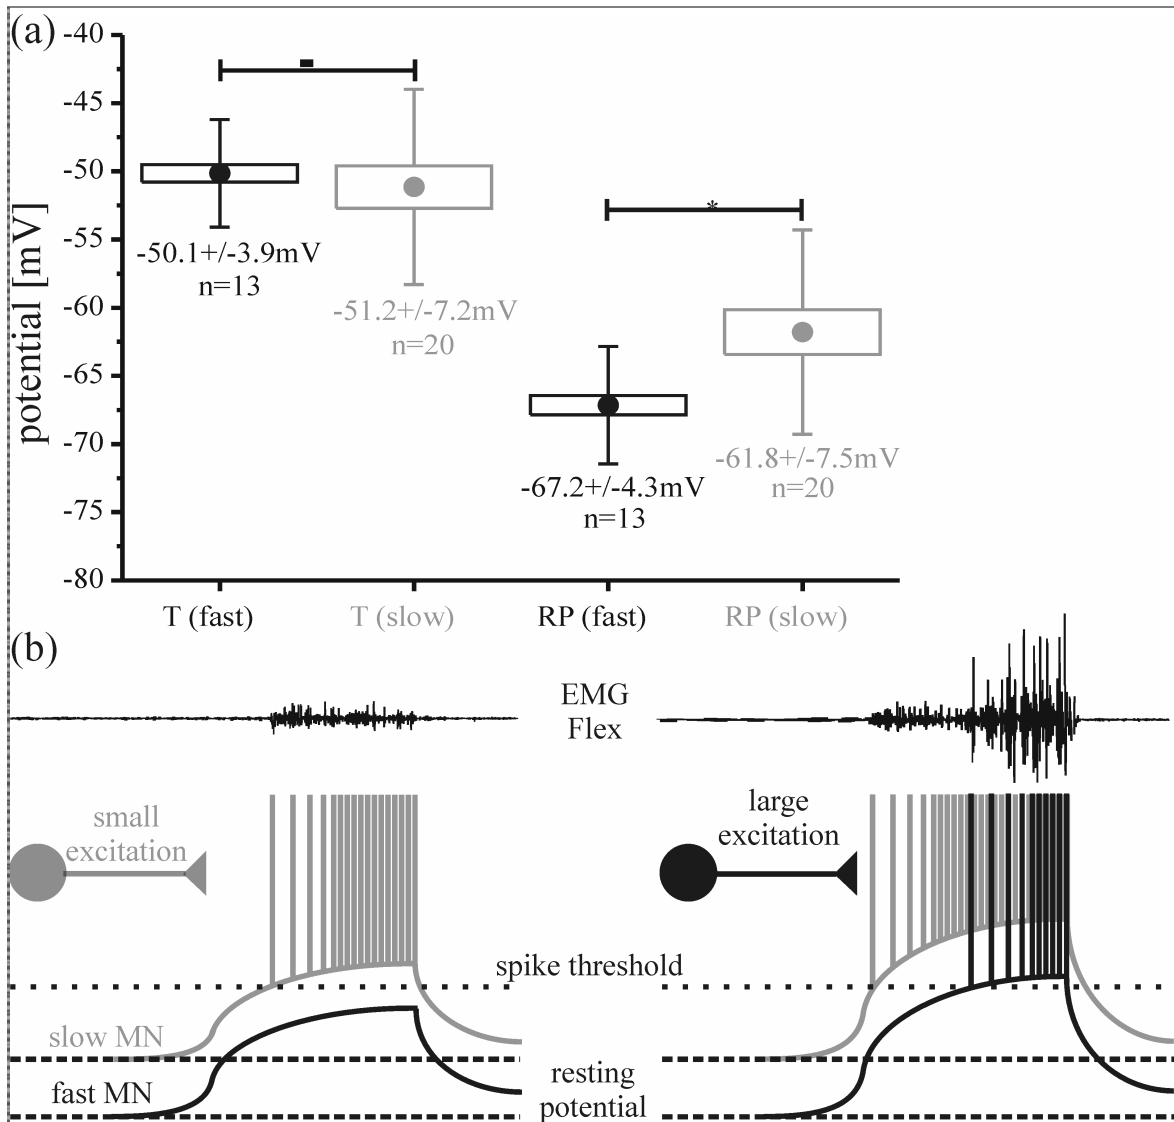 (a)
potential [mV]
-40
-45
-50
-55
-60
-65
-70
-75
-80
*
-50.1+/-3.9mV
n=13
-51.2+/-7.2mV
n=20
-67.2+/-4.3mV
n=13
-61.8+/-7.5mV
n=20
T (fast)
T (slow)
RP (fast)
RP (slow)
(b)
EMG
Flex
small
excitation
large
excitation
spike threshold
slow MN
fast MN
resting
potential